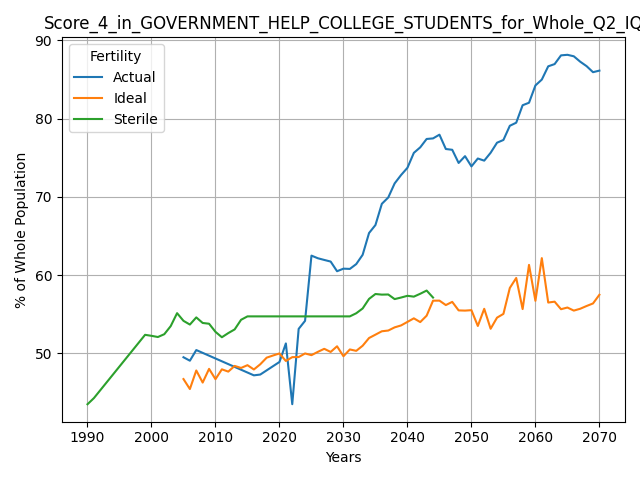 Score_4_in_GOVERNMENT_HELP_COLLEGE_STUDENTS_for_Whole_Q2_IQ
Fertility
Actual
Ideal
Sterile
% of Whole Population
90
80
70
60
50
1990 2000 2010 2020 2030 2040 2050 2060 2070
Years